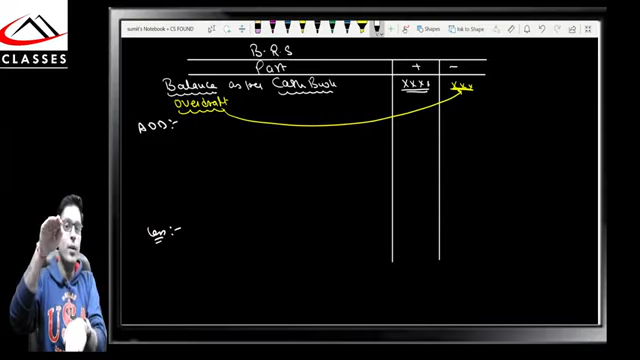 CLASSES
sumit's Notebook + CS FOUND...
Shapes
Ink to Shape
B.R.S
Part + -
Balance as per Cash Book xxxx xxx
Overdraft
ADD:-
Less:-
USA